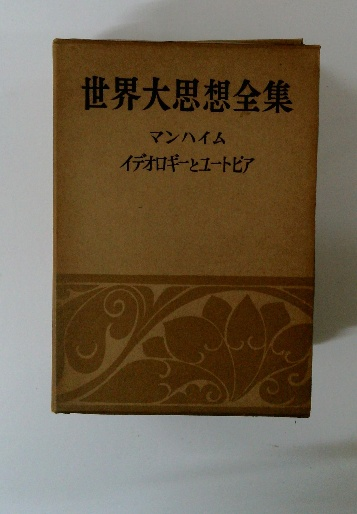 世界大思想全集
マンハイム
イデオロギーとユートピア